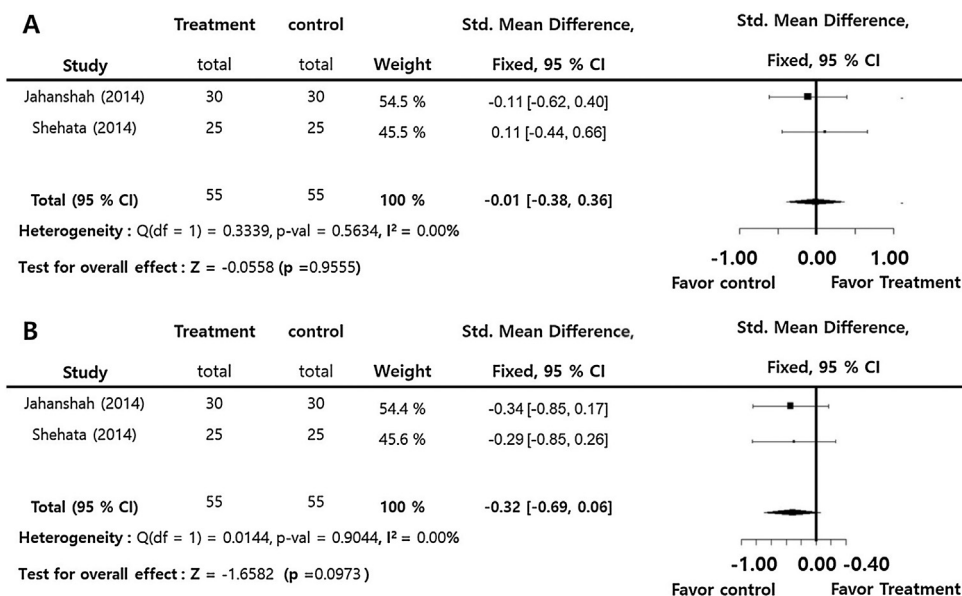 A
Treatment control Std. Mean Difference, Std. Mean Difference,
Study total total Weight Fixed, 95 % CI Fixed, 95 % CI
Jahanshah (2014) 30 30 54.5 % -0.11 [-0.62, 0.40]
Shehata (2014) 25 25 45.5 % 0.11 [-0.44, 0.66]
Total (95 % CI) 55 55 100 % -0.01 [-0.38, 0.36]
Heterogeneity : Q(df = 1) = 0.3339, p-val = 0.5634, I² = 0.00%
-1.00 0.00 1.00
Test for overall effect : Z = -0.0558 (p =0.9555)
Favor control Favor Treatment
B
Treatment control Std. Mean Difference, Std. Mean Difference,
Study total total Weight Fixed, 95 % CI Fixed, 95 % CI
Jahanshah (2014) 30 30 54.4 % -0.34 [-0.85, 0.17]
Shehata (2014) 25 25 45.6 % -0.29 [-0.85, 0.26]
Total (95 % CI) 55 55 100 % -0.32 [-0.69, 0.06]
Heterogeneity : Q(df = 1) = 0.0144, p-val = 0.9044, I² = 0.00%
-1.00 0.00 -0.40
Test for overall effect : Z = -1.6582 (p =0.0973 )
Favor control Favor Treatment